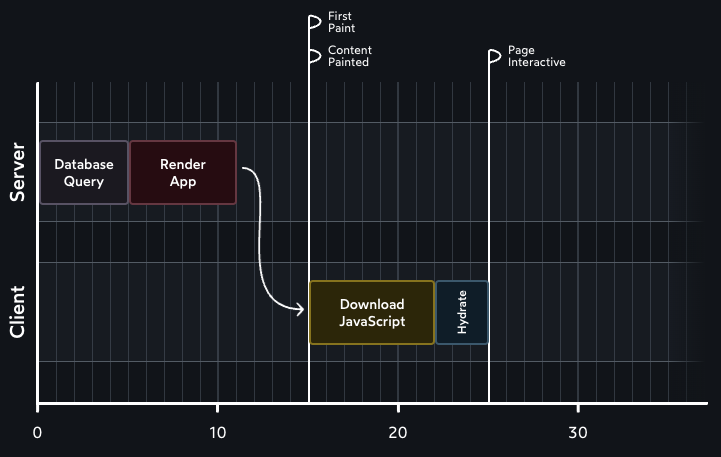 First
Paint
Content
Painted
Page
Interactive
Server
Database
Query
Render
App
Client
Download
JavaScript
Hydrate
0
10
20
30